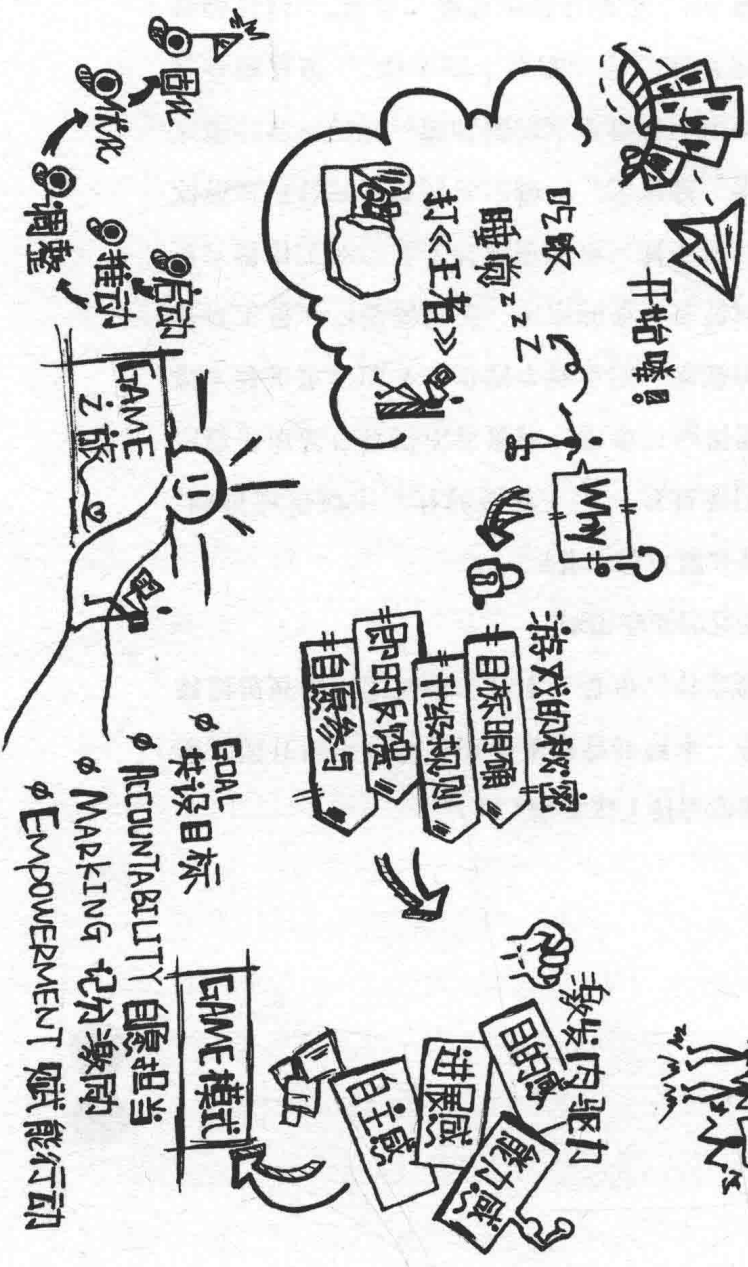 开始喽!
吃饭
睡觉zzz
打《王者》
Why?
游戏的秘密
目标明确
升级规则
即时反馈
自愿参与
激发内驱力
目的感
进展感
能力感
自主感
GAME模式
GOAL
共设目标
ACCOUNTABILITY 自愿担当
MARKING 记分激励
EMPOWERMENT 赋能行动
GAME
之旅
启动
推动
调整
优化
固化